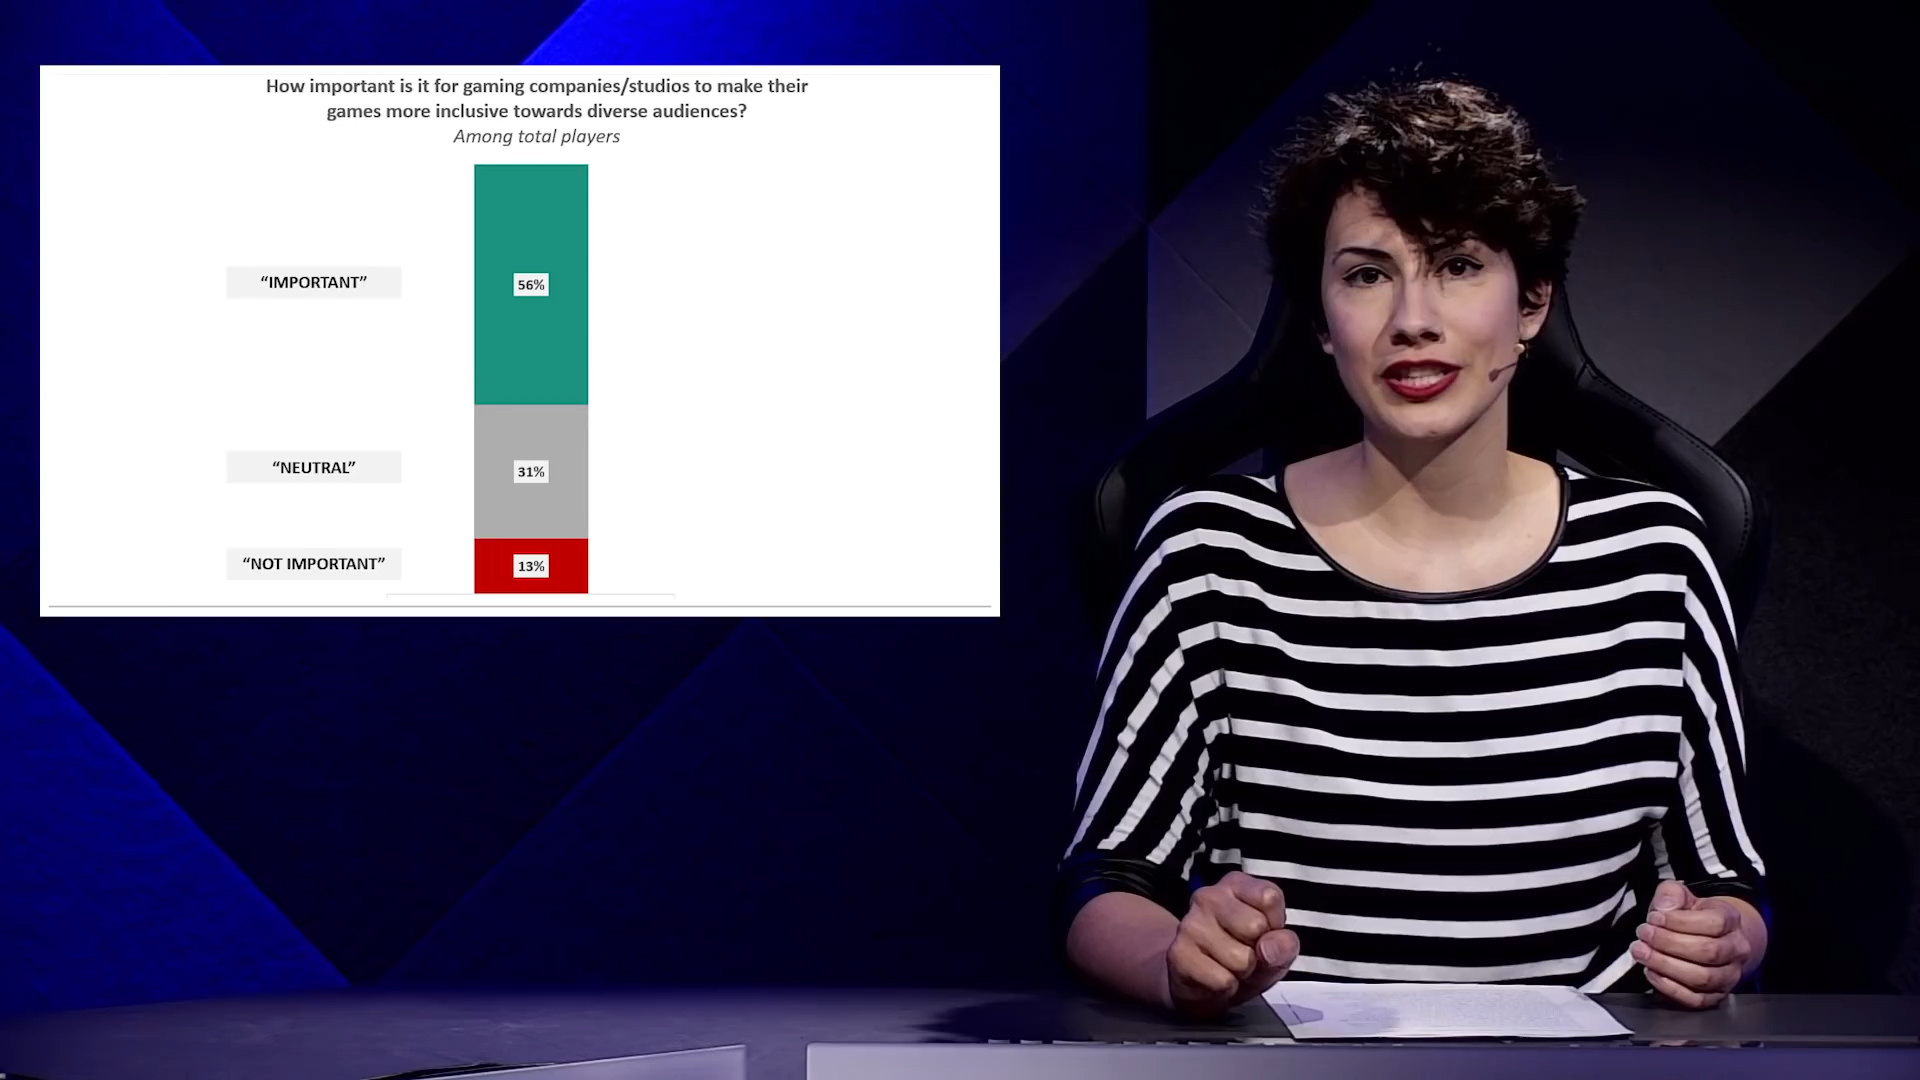 How important is it for gaming companies/studios to make their
games more inclusive towards diverse audiences?
Among total players
“IMPORTANT”
56%
“NEUTRAL”
31%
“NOT IMPORTANT”
13%